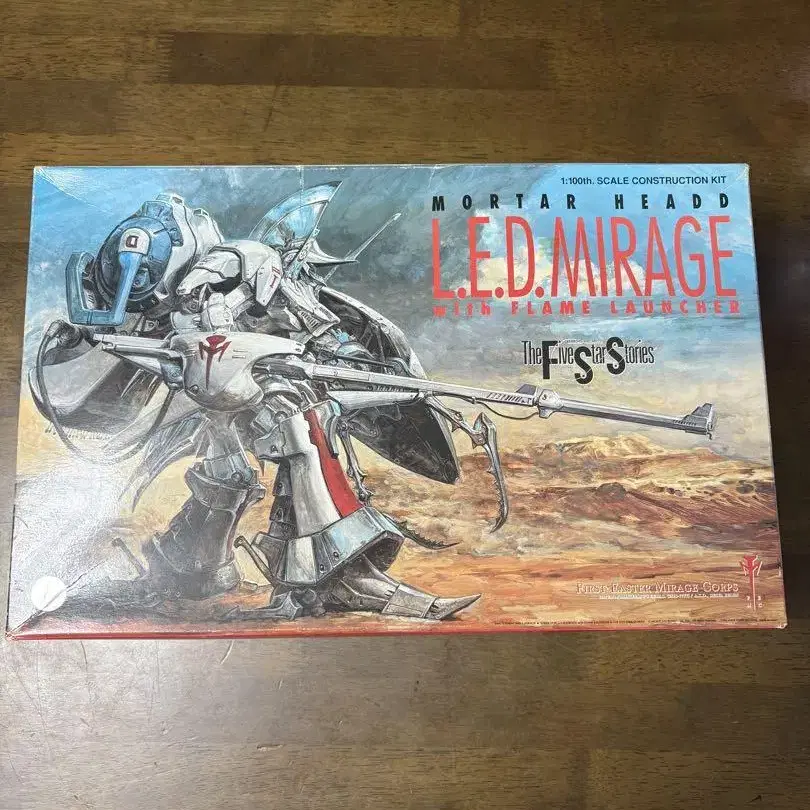 1:100th. SCALE CONSTRUCTION KIT
MORTAR HEADD
L.E.D.MIRAGE
with FLAME LAUNCHER
The Five Star Stories
FIRST EASTER MIRAGE CORPS